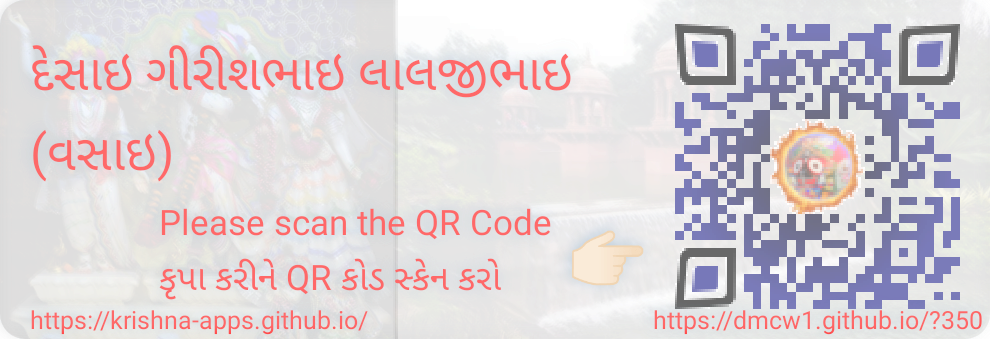 દેસાઇ ગીરીશભાઇ લાલજીભાઇ
(વસાઇ)
Please scan the QR Code
કૃપા કરીને QR કોડ સ્કેન કરો
https://krishna-apps.github.io/
https://dmcw1.github.io/?350